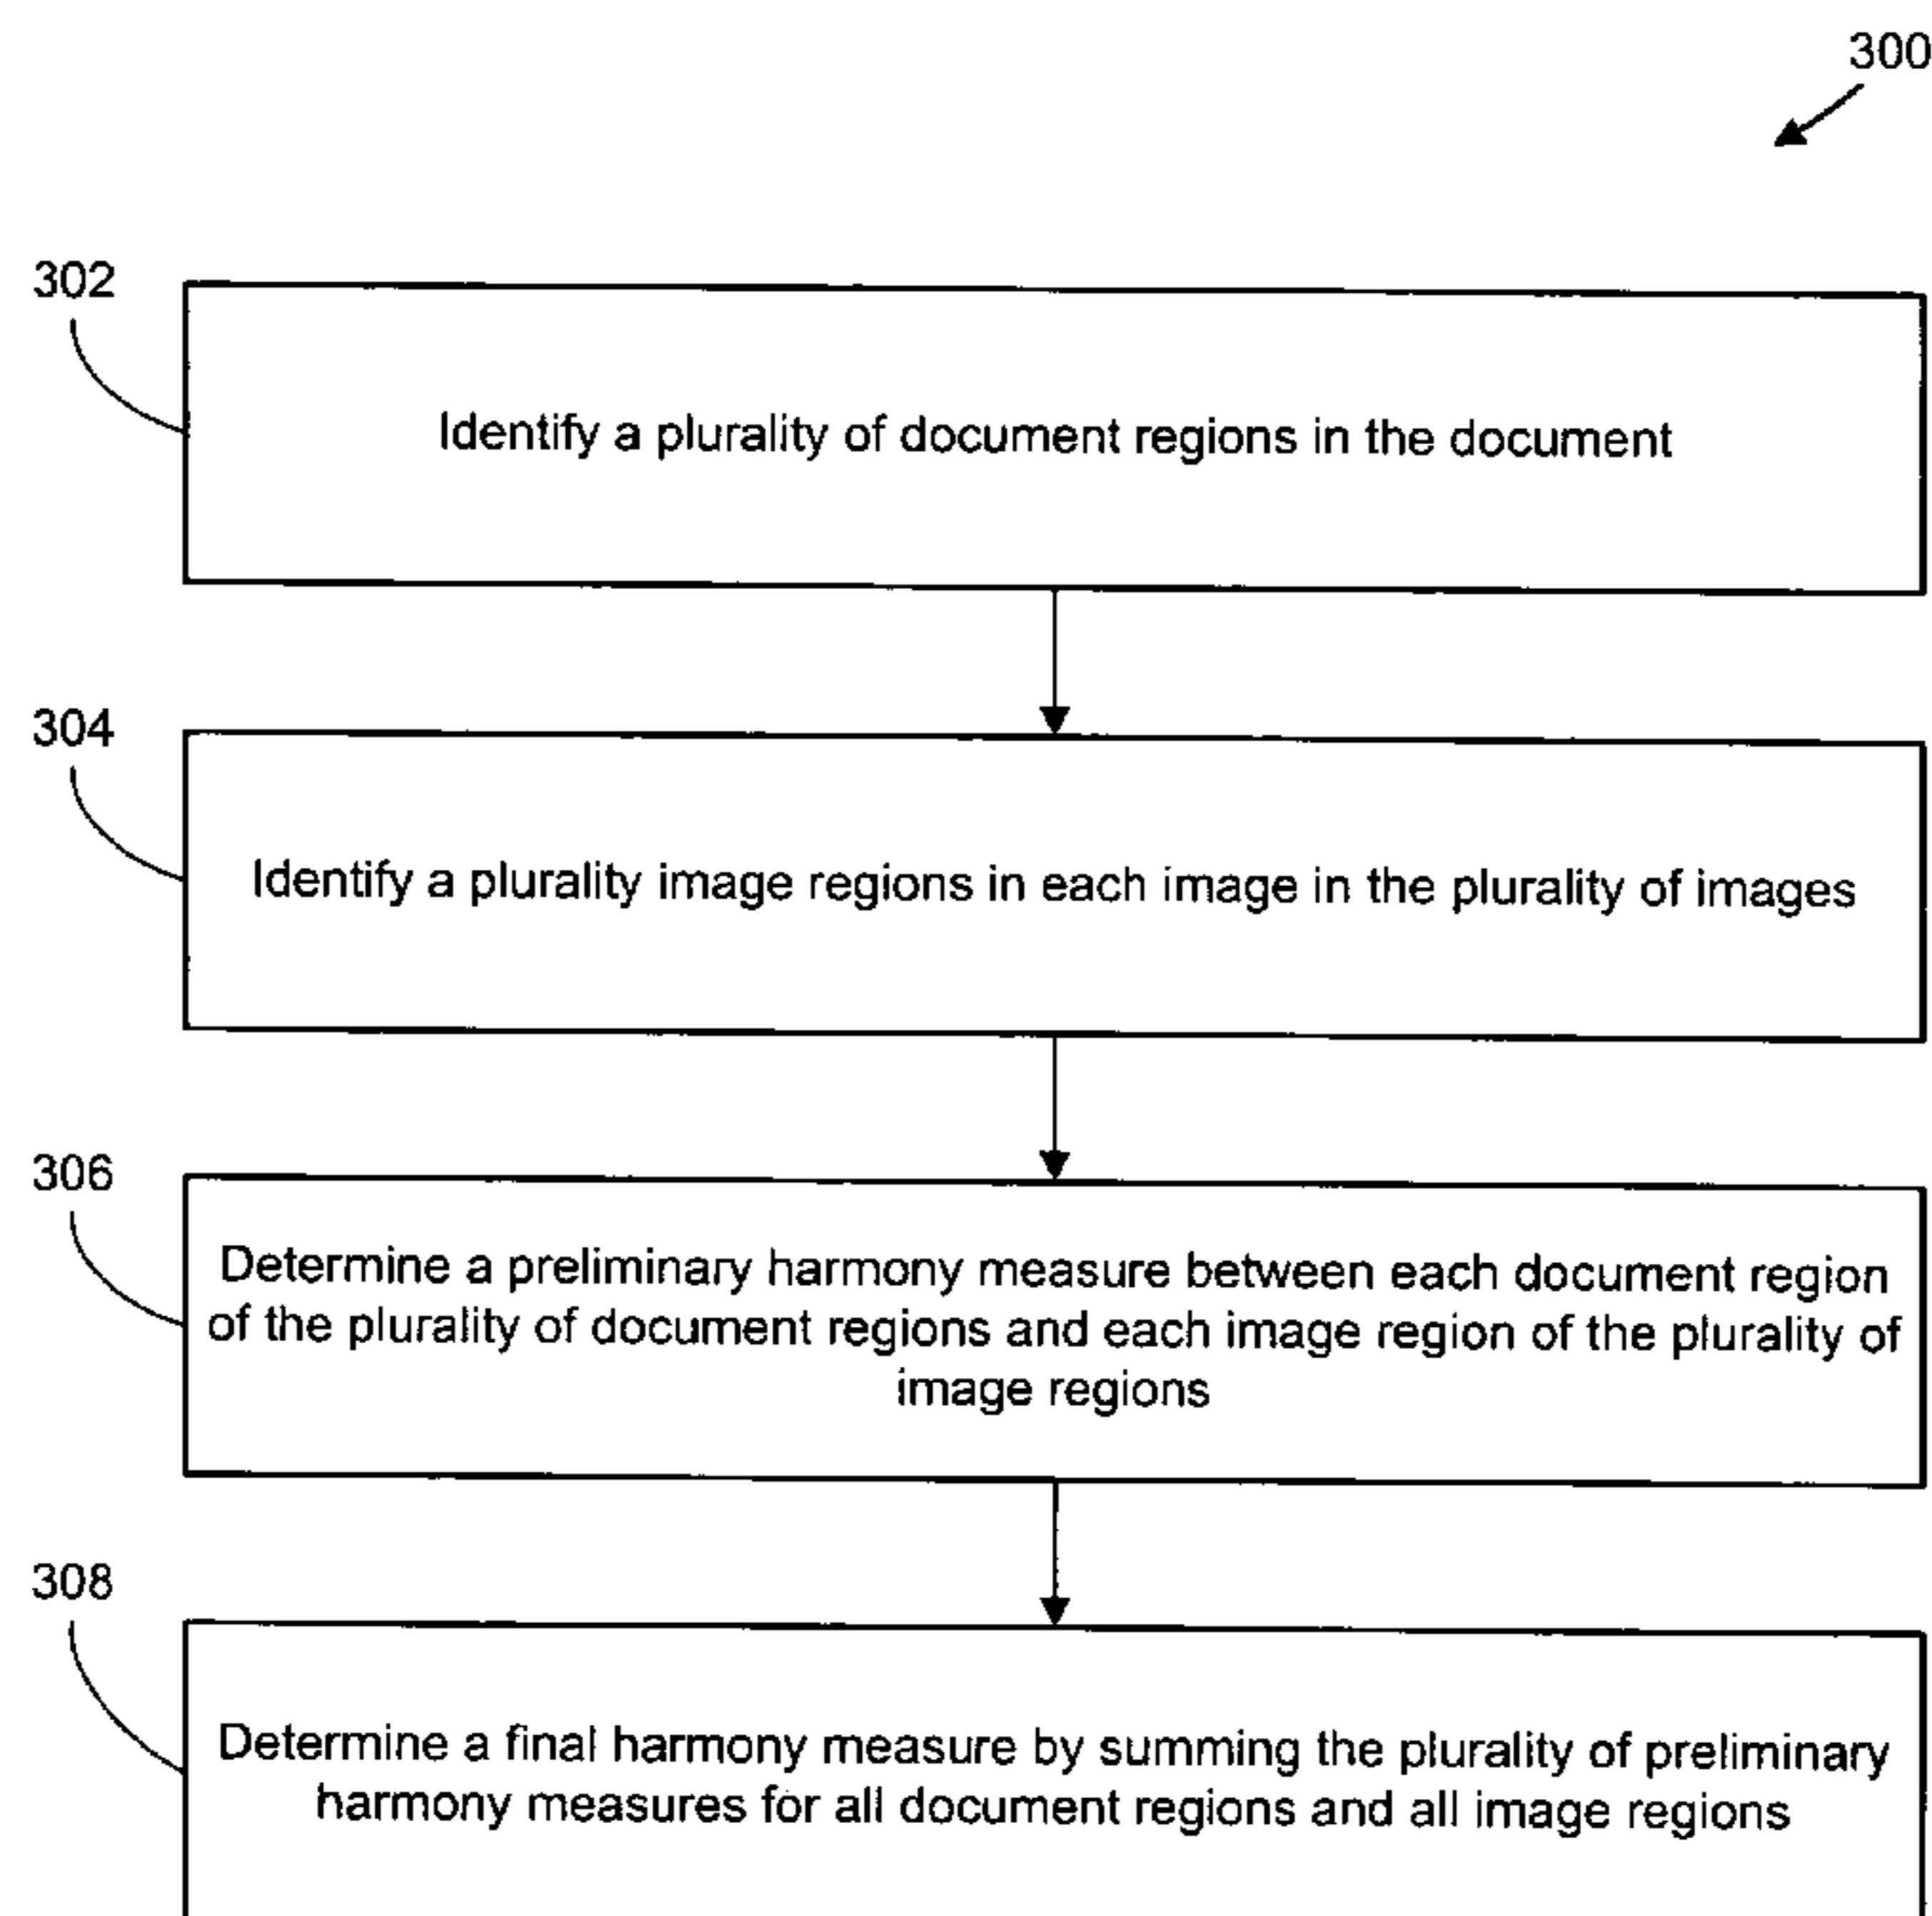 300
302
Identify a plurality of document regions in the document
304
Identify a plurality image regions in each image in the plurality of images
306
Determine a preliminary harmony measure between each document region
of the plurality of document regions and each image region of the plurality of
image regions
308
Determine a final harmony measure by summing the plurality of preliminary
harmony measures for all document regions and all image regions